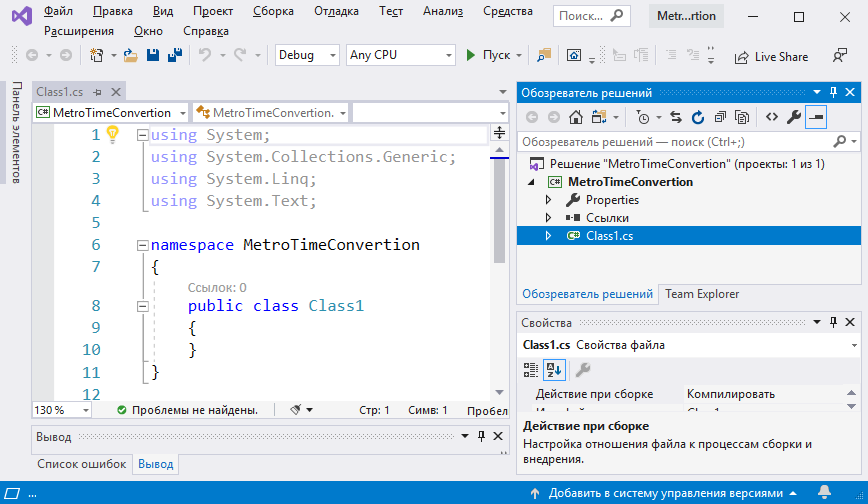 Файл Правка Вид Проект Сборка Отладка Тест Анализ Средства Поиск... Metr...rtion
Расширения Окно Справка
Debug Any CPU Пуск Live Share
Панель элементов
Class1.cs
C# MetroTimeConvertion MetroTimeConvertion.
1 using System;
2 using System.Collections.Generic;
3 using System.Linq;
4 using System.Text;
5
6 namespace MetroTimeConvertion
7 {
Ссылок: 0
8 public class Class1
9 {
10 }
11 }
12
130 % Проблемы не найдены. Стр: 1 Симв: 1 Пробел
Вывод
Список ошибок Вывод
Обозреватель решений
Обозреватель решений — поиск (Ctrl+;)
Решение "MetroTimeConvertion" (проекты: 1 из 1)
C# MetroTimeConvertion
Properties
Ссылки
C# Class1.cs
Обозреватель решений Team Explorer
Свойства
Class1.cs Свойства файла
Действие при сборке Компилировать
Действие при сборке
Настройка отношения файла к процессам сборки и
внедрения.
... Добавить в систему управления версиями